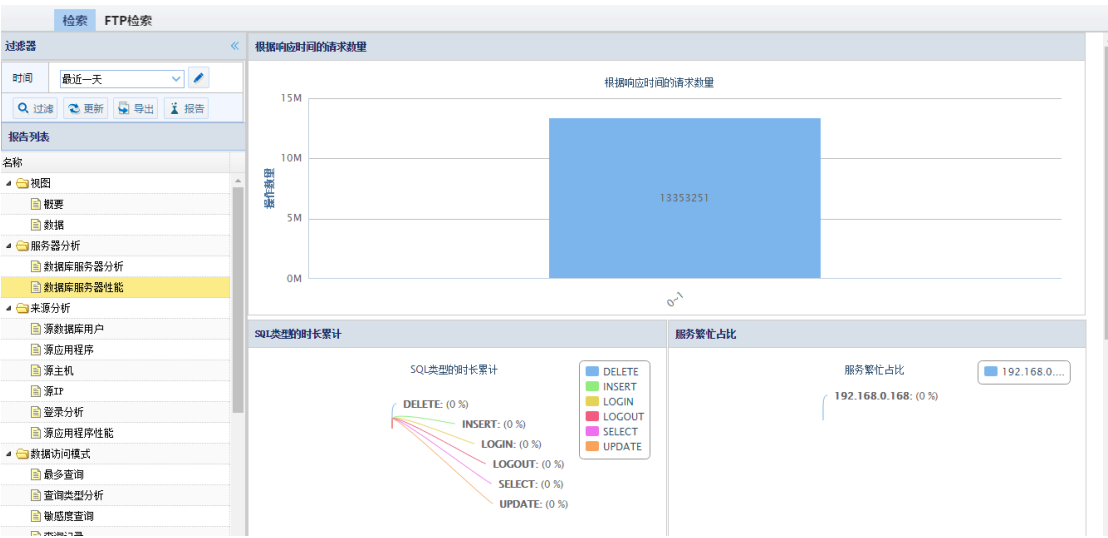 检索 FTP检索
过滤器
时间 最近一天
过滤 更新 导出 报告
报告列表
名称
视图
概要
数据
服务器分析
数据库服务器分析
数据库服务器性能
来源分析
源数据库用户
源应用程序
源主机
源IP
登录分析
源应用程序性能
数据访问模式
最多查询
查询类型分析
敏感度查询
查询记录
根据响应时间的请求数量
根据响应时间的请求数量
15M
10M
5M
0M
操作数量
13353251
0~1
SQL类型的时长累计
SQL类型的时长累计
DELETE: (0 %)
INSERT: (0 %)
LOGIN: (0 %)
LOGOUT: (0 %)
SELECT: (0 %)
UPDATE: (0 %)
DELETE
INSERT
LOGIN
LOGOUT
SELECT
UPDATE
服务繁忙占比
服务繁忙占比
192.168.0.168: (0 %)
192.168.0....